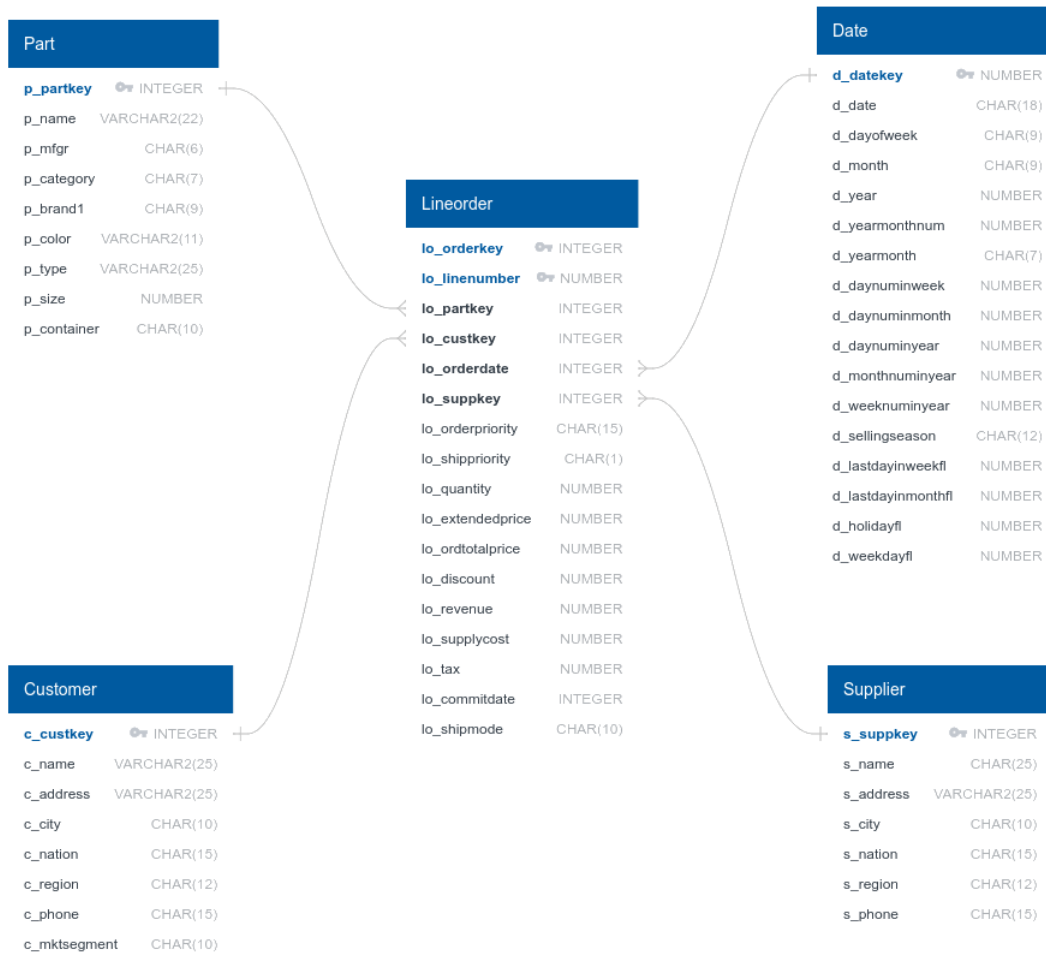 Part
p_partkey INTEGER
p_name VARCHAR2(22)
p_mfgr CHAR(6)
p_category CHAR(7)
p_brand1 CHAR(9)
p_color VARCHAR2(11)
p_type VARCHAR2(25)
p_size NUMBER
p_container CHAR(10)
Lineorder
lo_orderkey INTEGER
lo_linenumber NUMBER
lo_partkey INTEGER
lo_custkey INTEGER
lo_orderdate INTEGER
lo_suppkey INTEGER
lo_orderpriority CHAR(15)
lo_shippriority CHAR(1)
lo_quantity NUMBER
lo_extendedprice NUMBER
lo_ordtotalprice NUMBER
lo_discount NUMBER
lo_revenue NUMBER
lo_supplycost NUMBER
lo_tax NUMBER
lo_commitdate INTEGER
lo_shipmode CHAR(10)
Date
d_datekey NUMBER
d_date CHAR(18)
d_dayofweek CHAR(9)
d_month CHAR(9)
d_year NUMBER
d_yearmonthnum NUMBER
d_yearmonth CHAR(7)
d_daynuminweek NUMBER
d_daynuminmonth NUMBER
d_daynuminyear NUMBER
d_monthnuminyear NUMBER
d_weeknuminyear NUMBER
d_sellingseason CHAR(12)
d_lastdayinweekfl NUMBER
d_lastdayinmonthfl NUMBER
d_holidayfl NUMBER
d_weekdayfl NUMBER
Customer
c_custkey INTEGER
c_name VARCHAR2(25)
c_address VARCHAR2(25)
c_city CHAR(10)
c_nation CHAR(15)
c_region CHAR(12)
c_phone CHAR(15)
c_mktsegment CHAR(10)
Supplier
s_suppkey INTEGER
s_name CHAR(25)
s_address VARCHAR2(25)
s_city CHAR(10)
s_nation CHAR(15)
s_region CHAR(12)
s_phone CHAR(15)